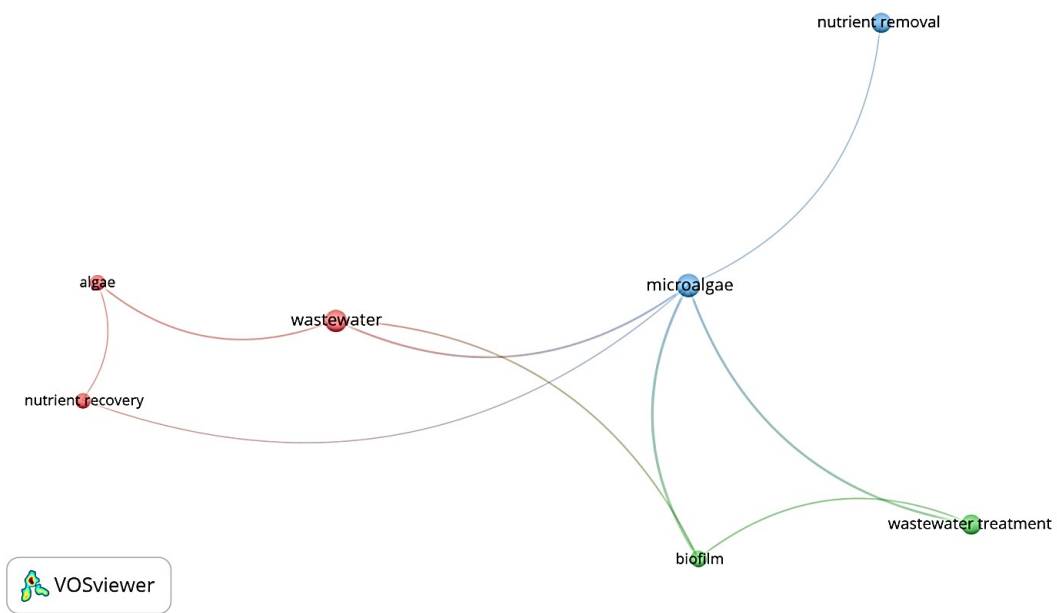 nutrient removal
algae
microalgae
wastewater
nutrient recovery
wastewater treatment
biofilm
VOSviewer